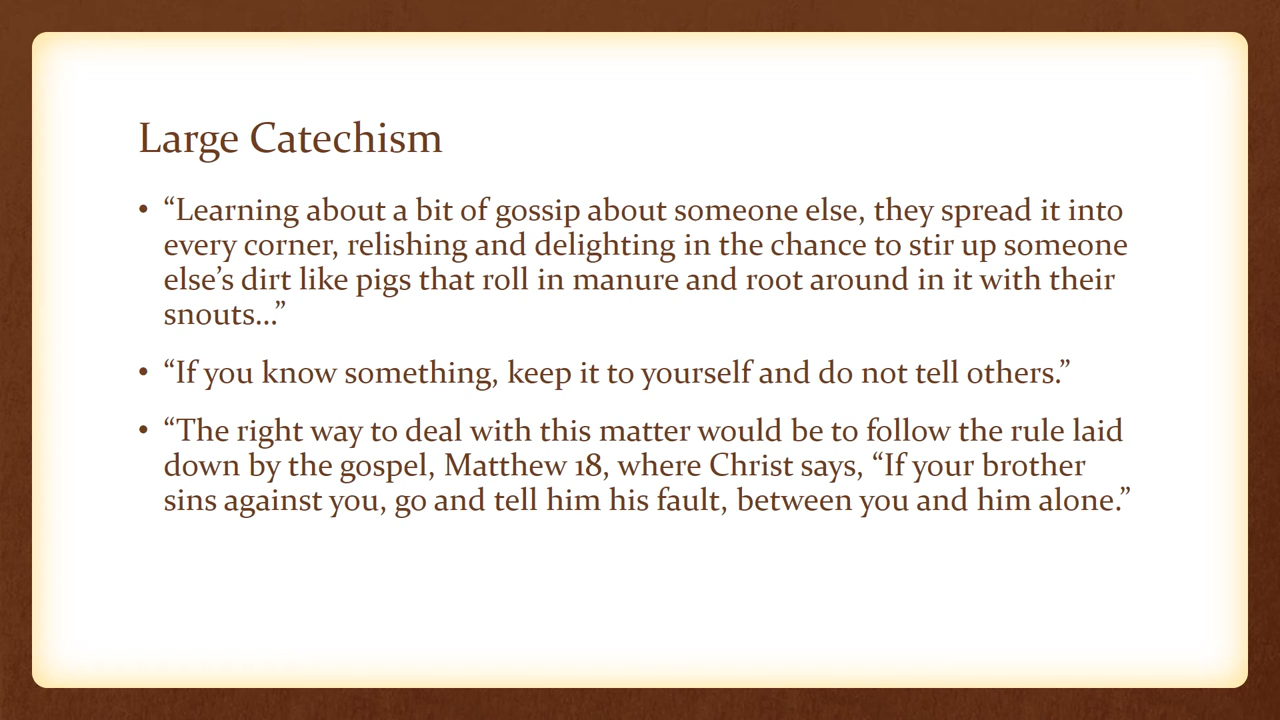 Large Catechism
• “Learning about a bit of gossip about someone else, they spread it into
every corner, relishing and delighting in the chance to stir up someone
else’s dirt like pigs that roll in manure and root around in it with their
snouts…”
• “If you know something, keep it to yourself and do not tell others.”
• “The right way to deal with this matter would be to follow the rule laid
down by the gospel, Matthew 18, where Christ says, “If your brother
sins against you, go and tell him his fault, between you and him alone.”